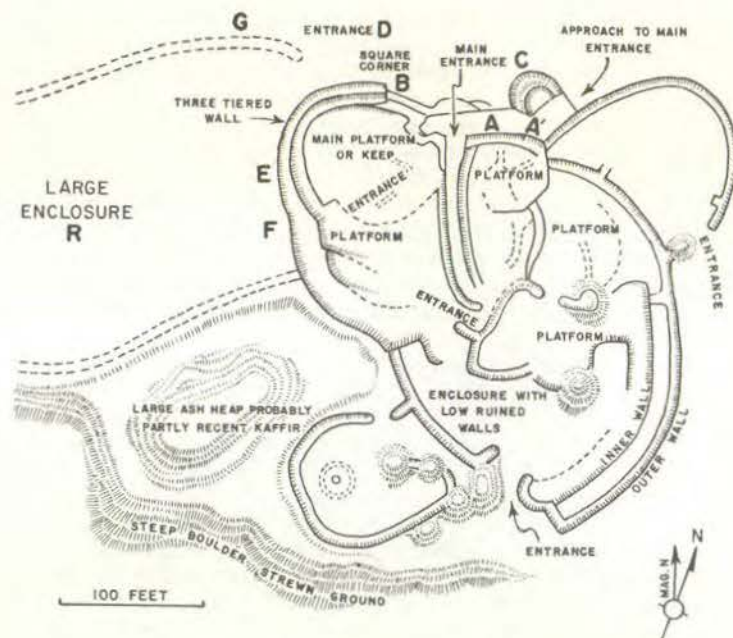 G
ENTRANCE D
SQUARE
CORNER
B
MAIN
ENTRANCE
C
APPROACH TO MAIN
ENTRANCE
THREE TIERED
WALL
MAIN PLATFORM
OR KEEP
A
A'
PLATFORM
E
ENTRANCE
LARGE
ENCLOSURE
R
F
PLATFORM
PLATFORM
ENTRANCE
ENTRANCE
PLATFORM
LARGE ASH HEAP PROBABLY
PARTLY RECENT KAFFIR
ENCLOSURE WITH
LOW RUINED
WALLS
INNER WALL
OUTER WALL
STEEP BOULDER STREWN GROUND
ENTRANCE
100 FEET
MAG. N
N